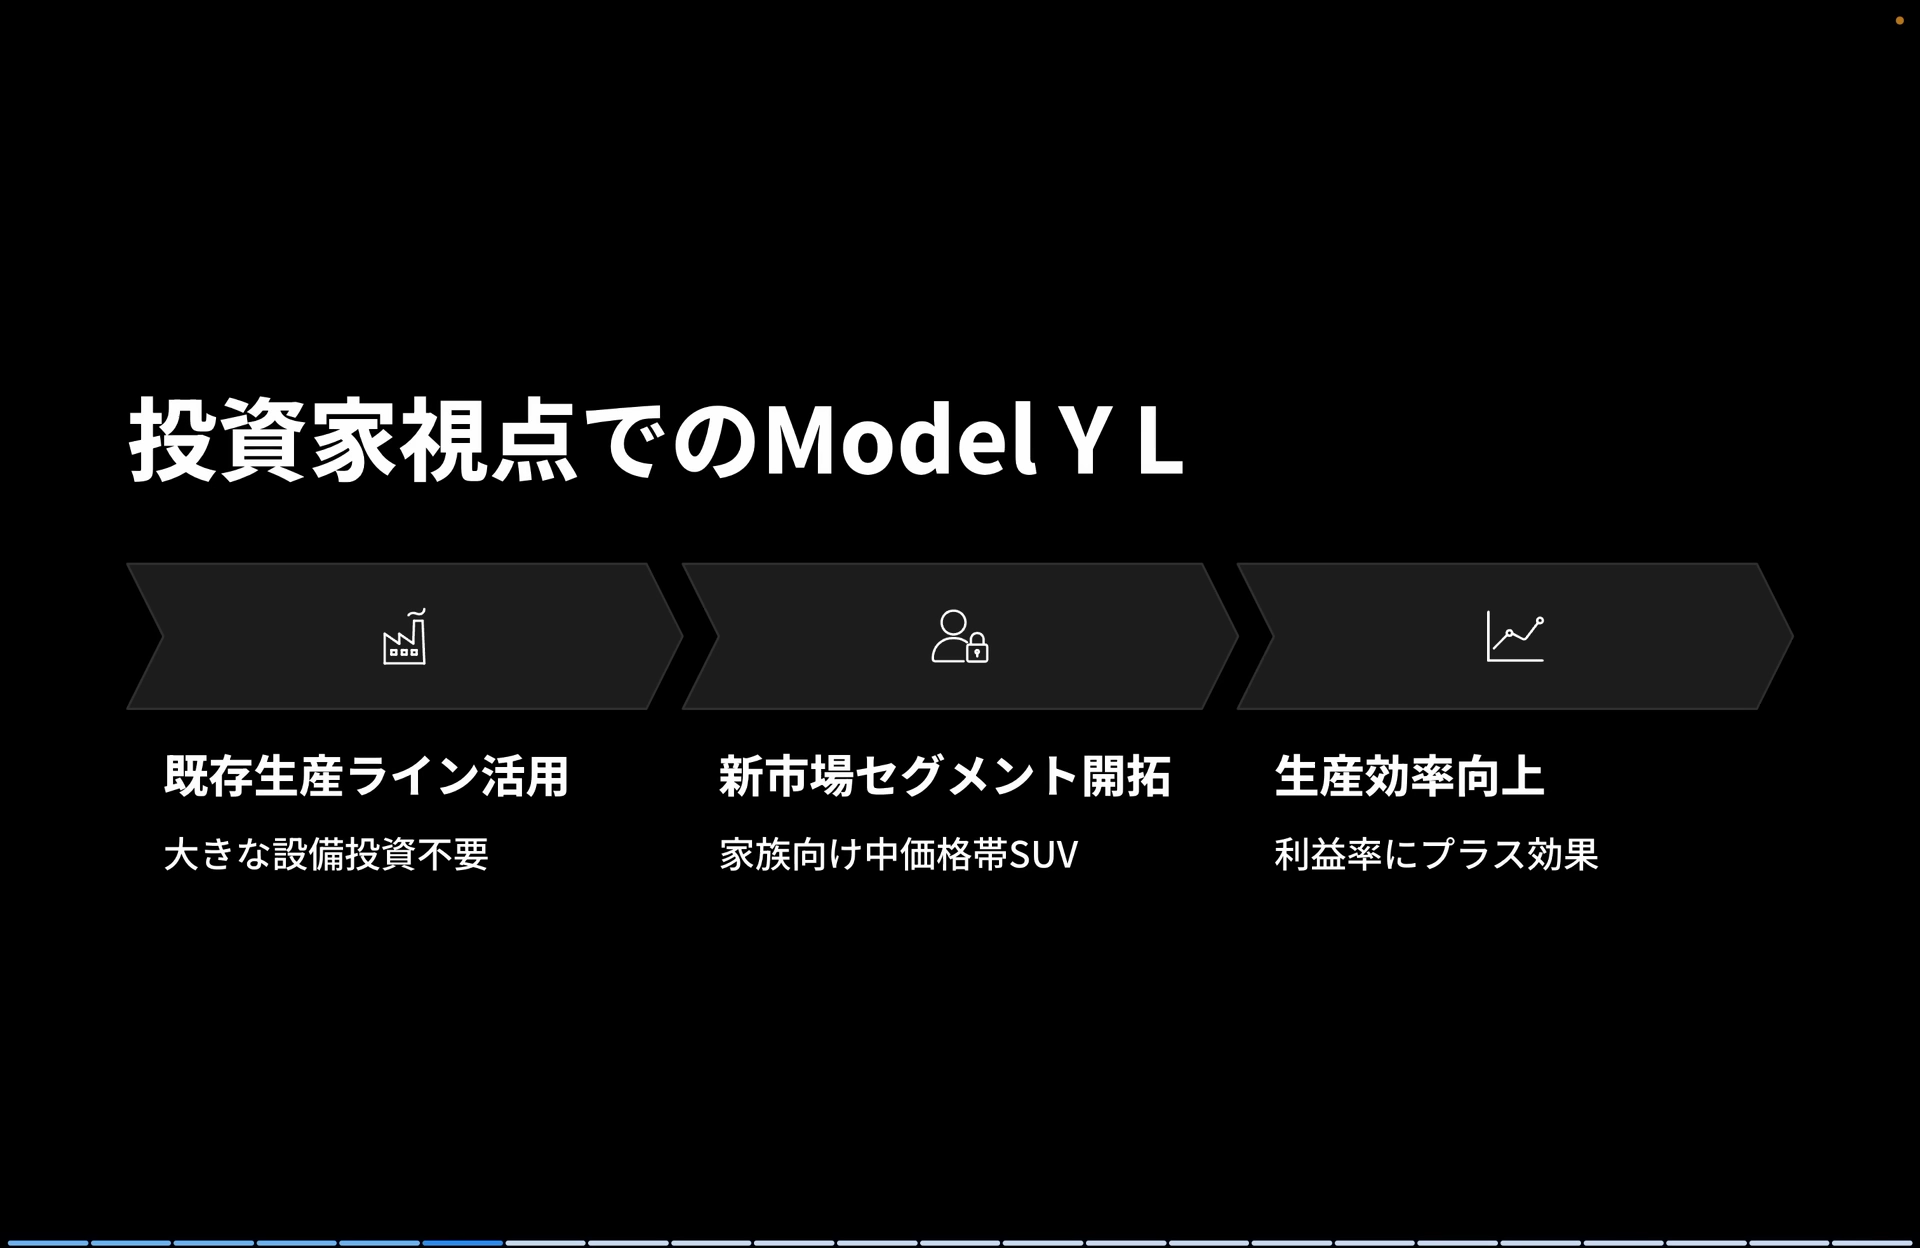 投資家視点でのModel Y L
既存生産ライン活用
大きな設備投資不要
新市場セグメント開拓
家族向け中価格帯SUV
生産効率向上
利益率にプラス効果